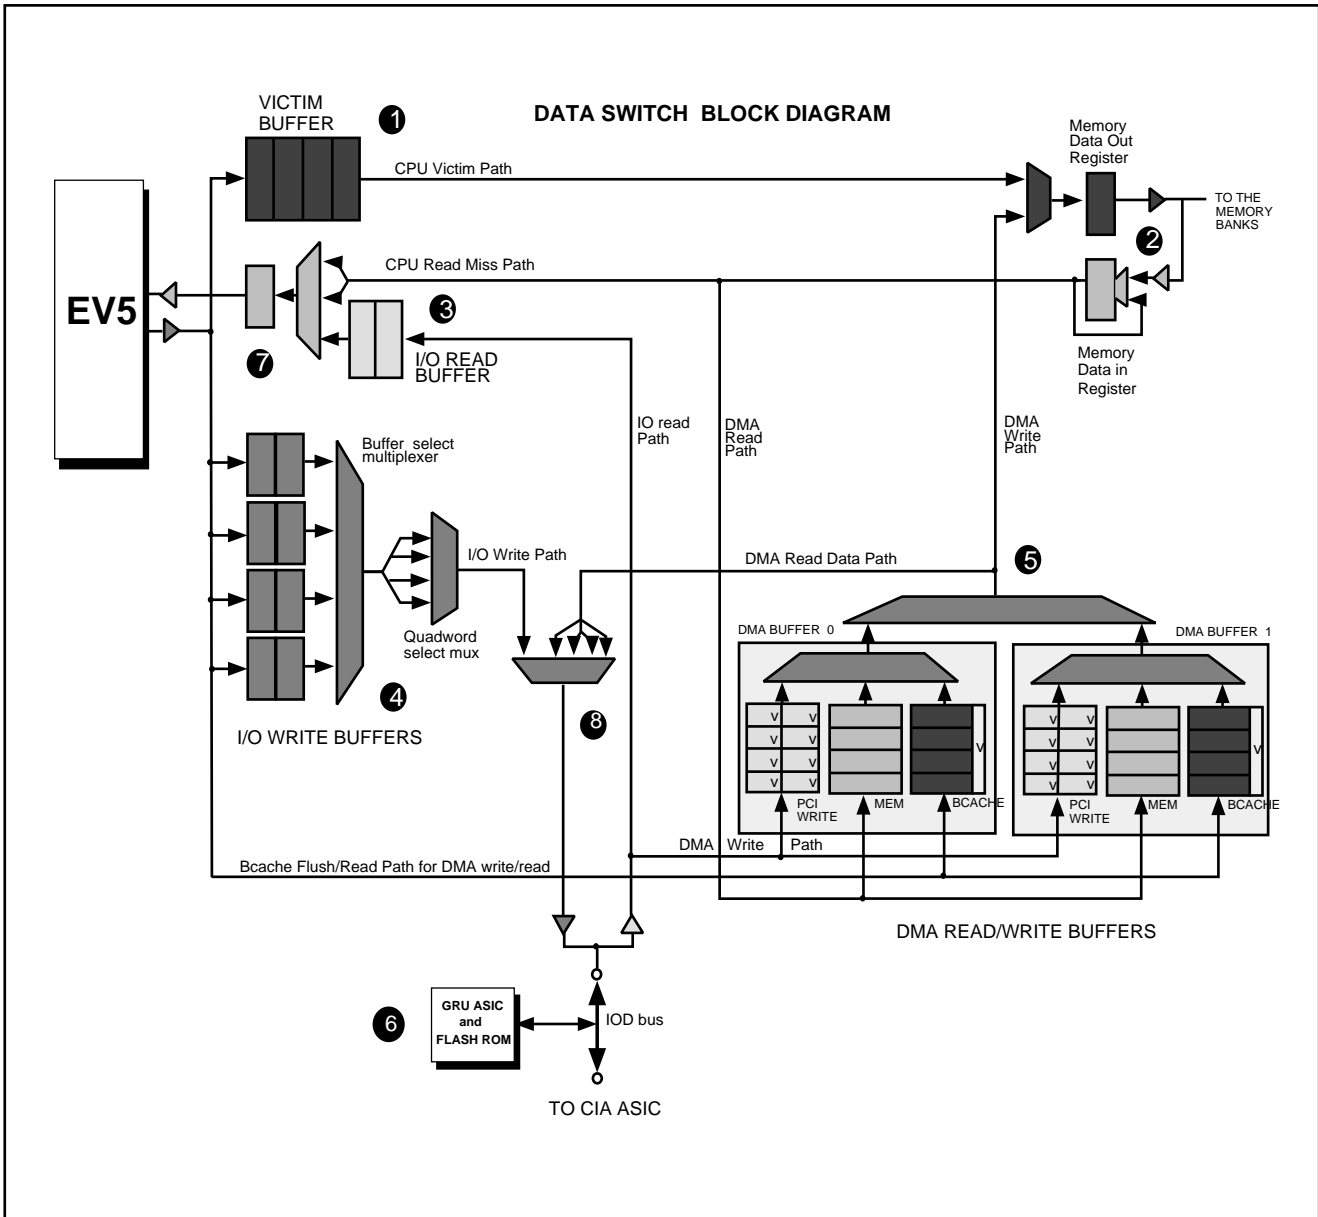 DATA SWITCH BLOCK DIAGRAM
VICTIM
BUFFER
1
CPU Victim Path
Memory
Data Out
Register
TO THE
MEMORY
BANKS
2
EV5
CPU Read Miss Path
3
I/O READ
BUFFER
7
Memory
Data in
Register
IO read
Path
DMA
Read
Path
DMA
Write
Path
Buffer select
multiplexer
I/O Write Path
Quadword
select mux
4
I/O WRITE BUFFERS
DMA Read Data Path
5
8
DMA BUFFER 0
V V
V V
V V
V V
V
PCI
WRITE
MEM
BCACHE
DMA BUFFER 1
V V
V V
V V
V V
V
PCI
WRITE
MEM
BCACHE
DMA Write Path
Bcache Flush/Read Path for DMA write/read
DMA READ/WRITE BUFFERS
6
GRU ASIC
and
FLASH ROM
IOD bus
TO CIA ASIC